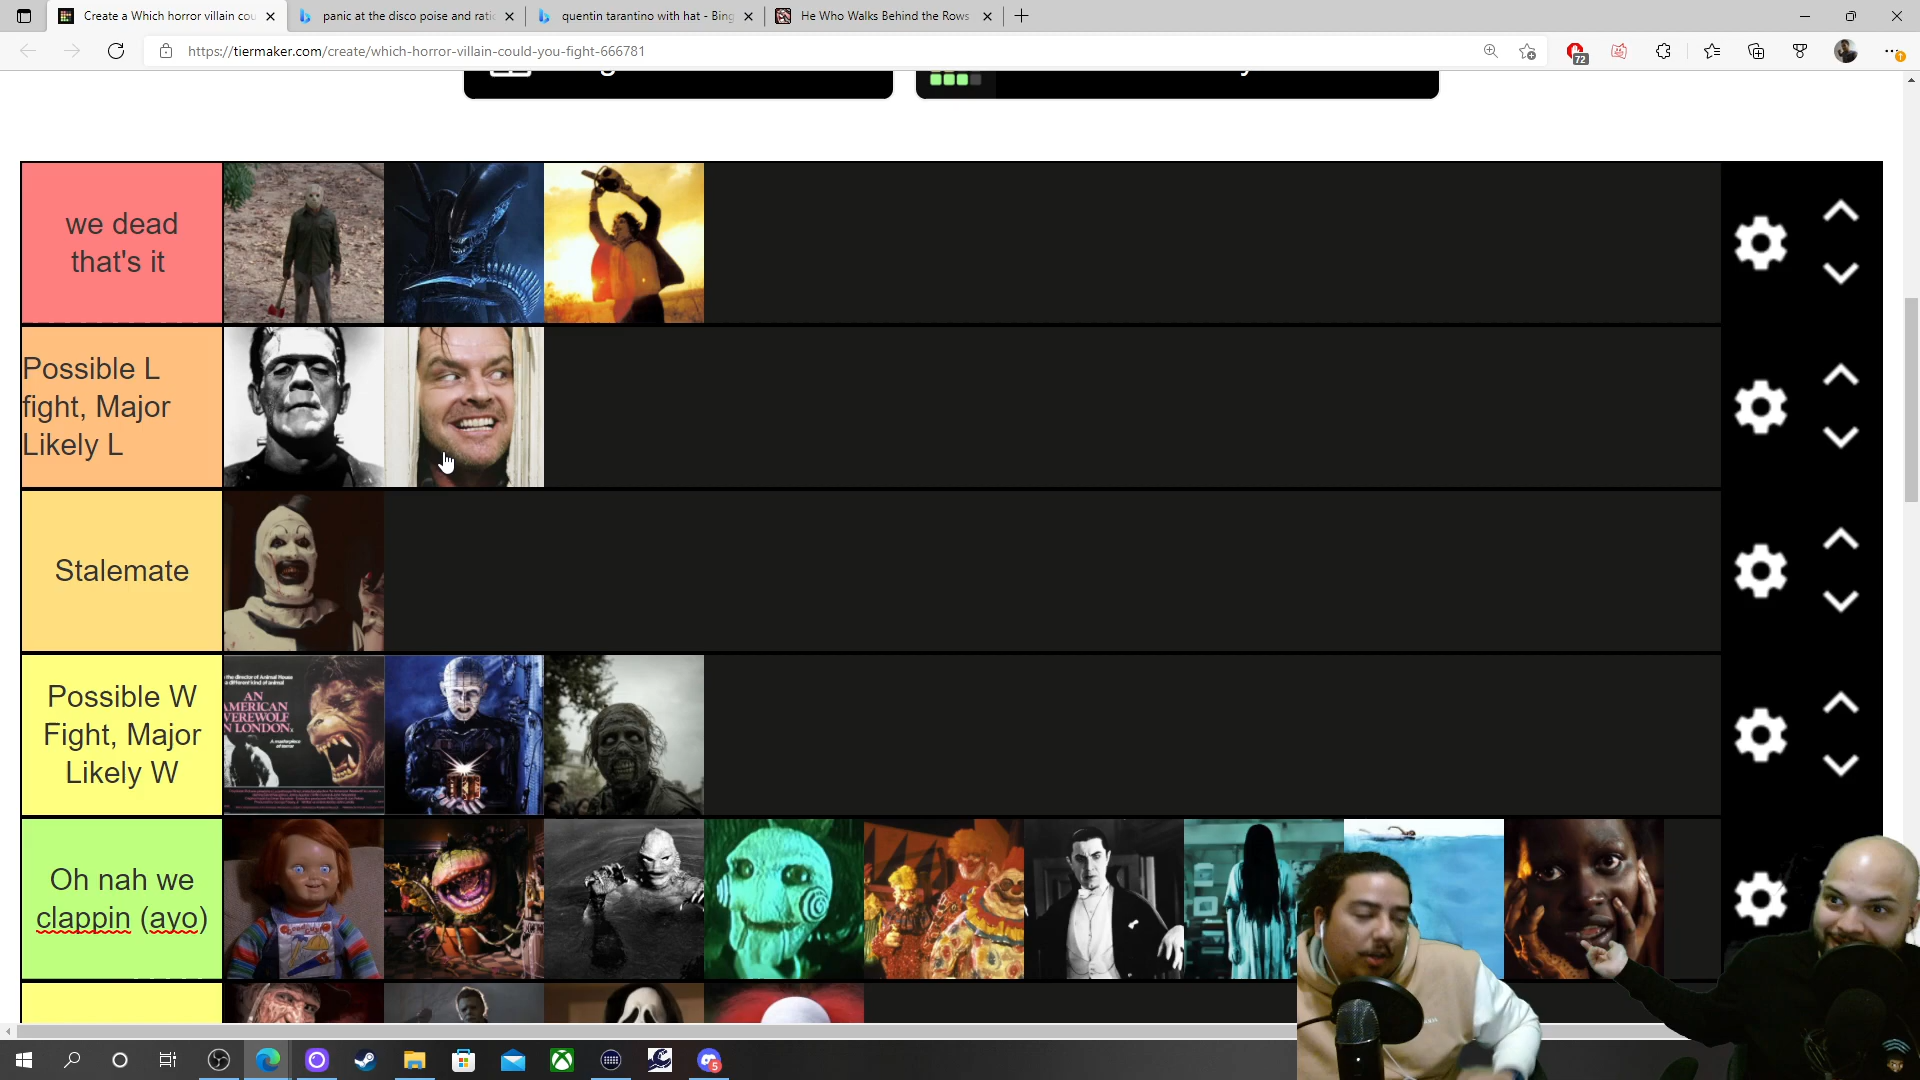 Create a Which horror villain cou
panic at the disco poise and rati
quentin tarantino with hat - Bing
He Who Walks Behind the Rows
https://tiermaker.com/create/which-horror-villain-could-you-fight-666781
72
we dead
that's it
Possible L
fight, Major
Likely L
Stalemate
Possible W
Fight, Major
Likely W
AN
AMERICAN
WEREWOLF
IN LONDON
Oh nah we
clappin (ayo)
5